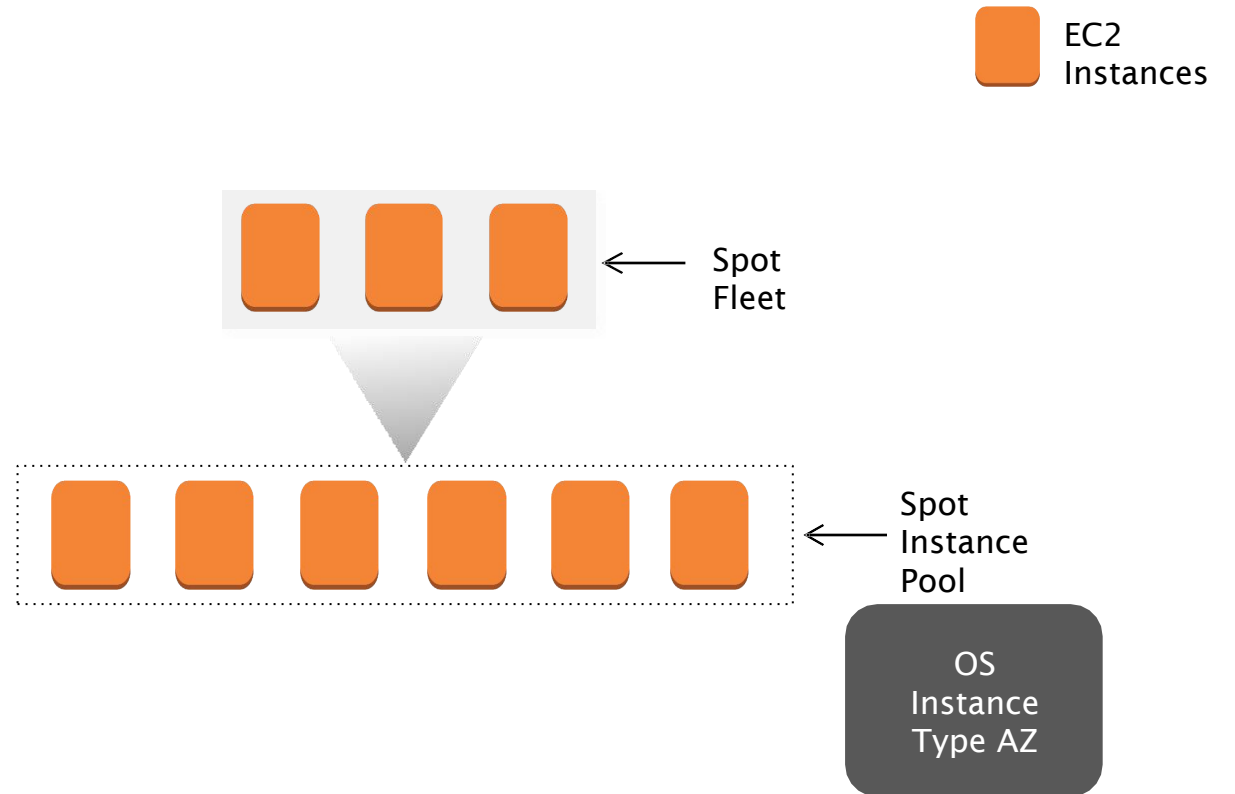 EC2
Instances
Spot
Fleet
Spot
Instance
Pool
OS
Instance
Type AZ